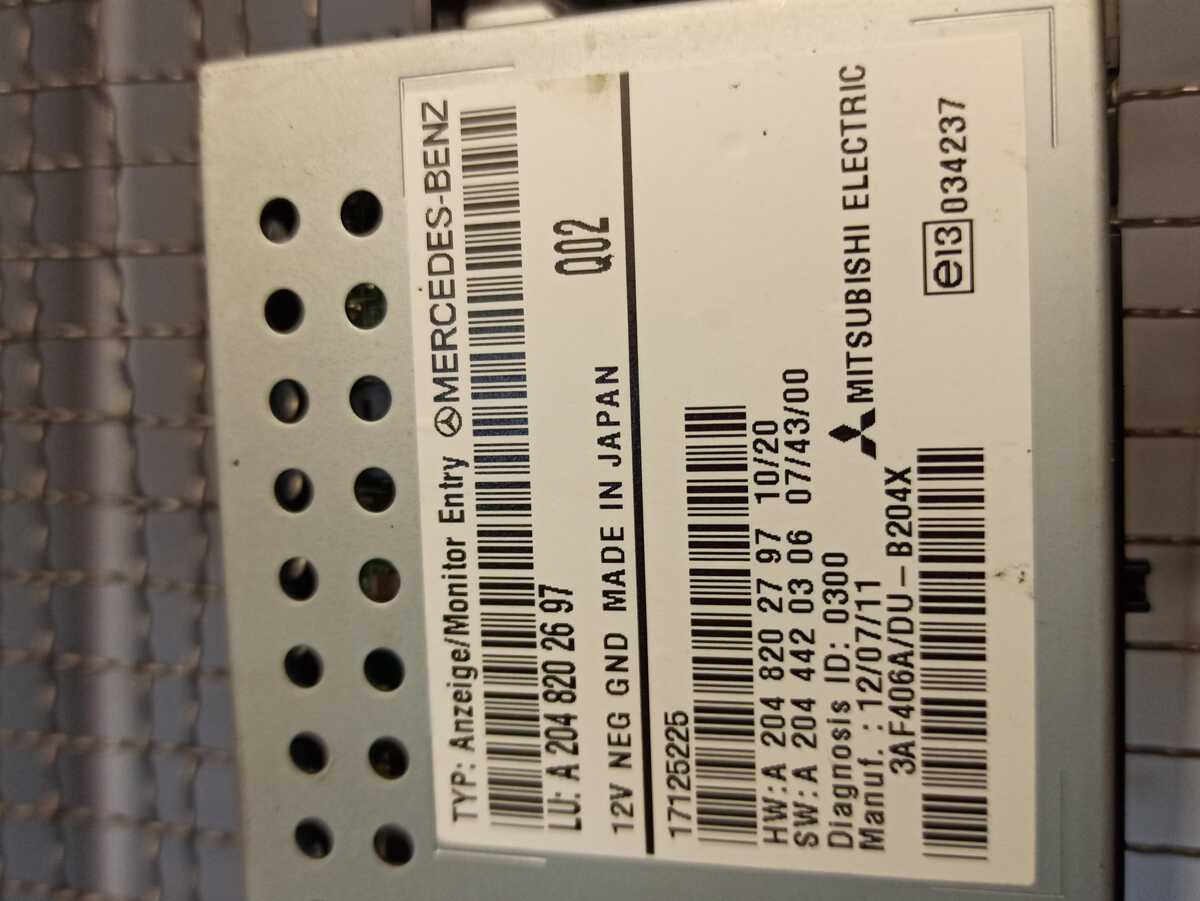 TYP: Anzeige/Monitor Entry MERCEDES-BENZ
LU: A 204 820 26 97
Q02
12V NEG GND MADE IN JAPAN
17125225
HW:A 204 820 27 97 10/20
SW:A 204 442 03 06 07/43/00
Diagnosis ID: 0300
Manuf. : 12/07/11
MITSUBISHI ELECTRIC
3AF406A/DU-B204X
e13 034237